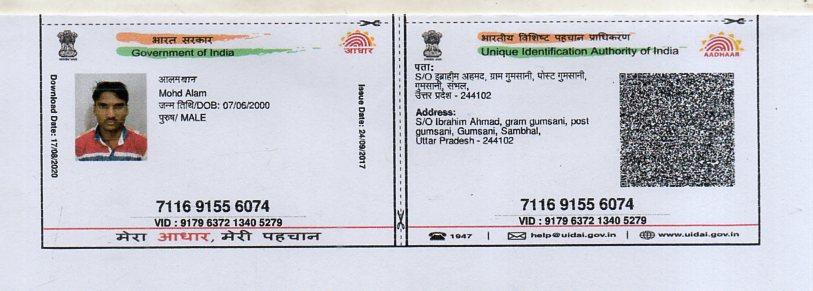 भारत सरकार
Government of India
आधार
Download Date: 17/08/2020
आलमखान
Mohd Alam
जन्म तिथि/DOB: 07/06/2000
पुरुष/ MALE
Issue Date: 24/09/2017
7116 9155 6074
VID : 9179 6372 1340 5279
मेरा आधार, मेरी पहचान
भारतीय विशिष्ट पहचान प्राधिकरण
Unique Identification Authority of India
AADHAAR
पता:
S/O इब्राहीम अहमद, ग्राम गुमसानी, पोस्ट गुमसानी,
गुमसानी, संभल,
उत्तर प्रदेश - 244102
Address:
S/O Ibrahim Ahmad, gram gumsani, post
gumsani, Gumsani, Sambhal,
Uttar Pradesh - 244102
7116 9155 6074
VID : 9179 6372 1340 5279
1947 | help@uidai.gov.in | www.uidai.gov.in